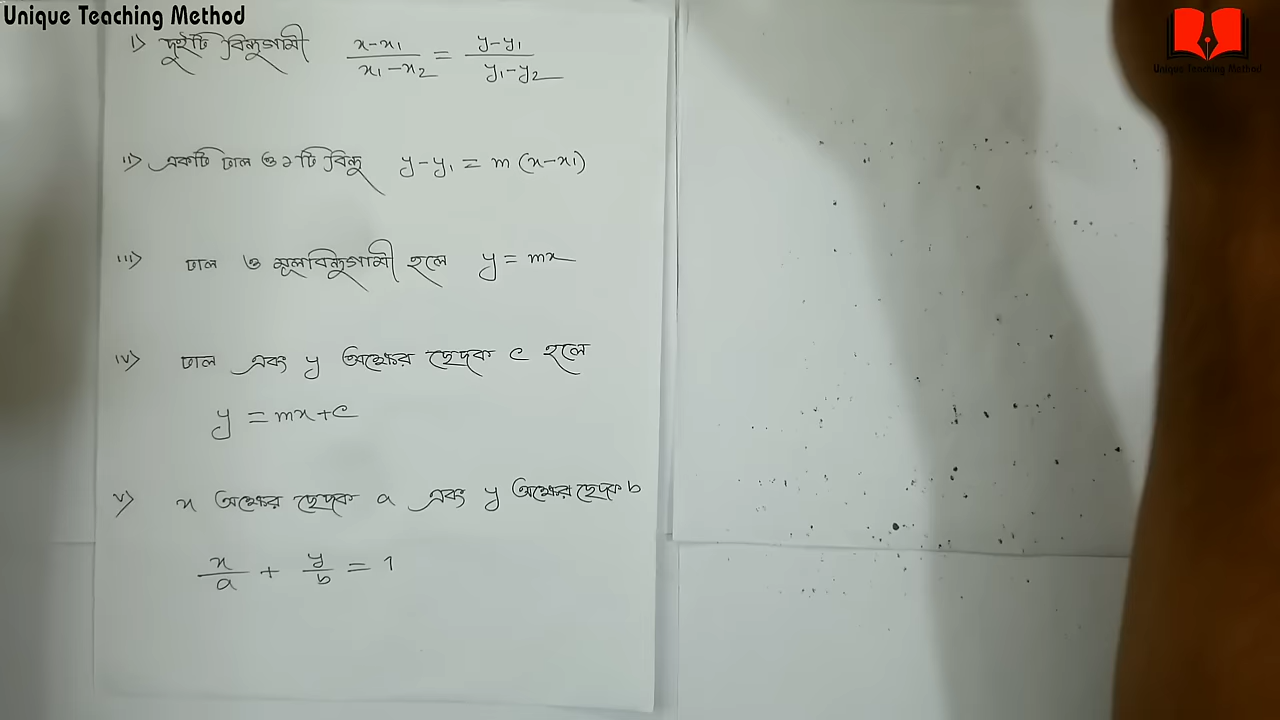 Unique Teaching Method
i> দুইটি বিন্দুগামী (x-x₁)/(x₁-x₂) = (y-y₁)/(y₁-y₂)
ii> একটি ঢাল ও ১টি বিন্দু y-y₁ = m(x-x₁)
iii> ঢাল ও মূলবিন্দুগামী হলে y = mx
iv> ঢাল এবং y অক্ষের ছেদক c হলে
y = mx+c
v> x অক্ষের ছেদক a এবং y অক্ষের ছেদক b
x/a + y/b = 1
Unique Teaching Method